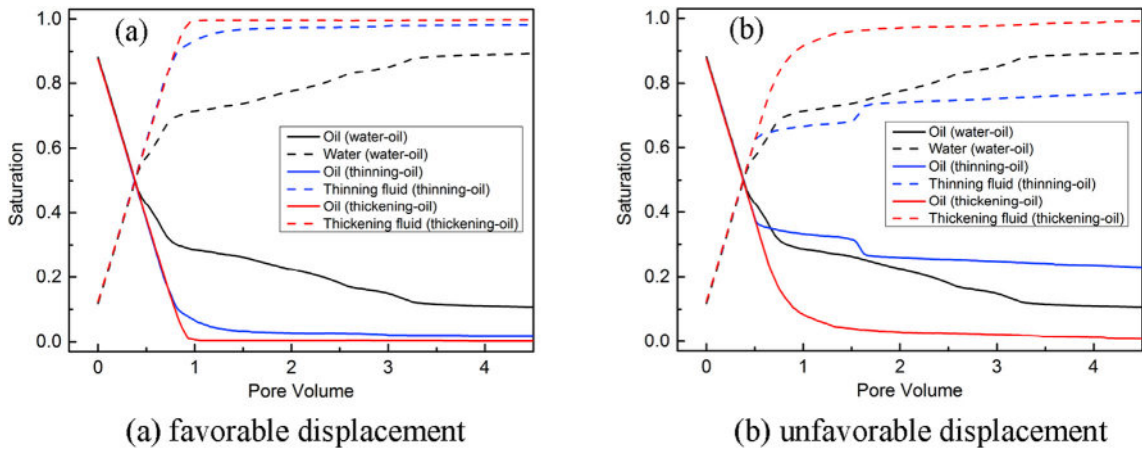 (a)
1.0
0.8
0.6
0.4
0.2
0.0
Saturation
Oil (water-oil)
Water (water-oil)
Oil (thinning-oil)
Thinning fluid (thinning-oil)
Oil (thickening-oil)
Thickening fluid (thickening-oil)
0 1 2 3 4
Pore Volume
(a) favorable displacement
(b)
1.0
0.8
0.6
0.4
0.2
0.0
Saturation
Oil (water-oil)
Water (water-oil)
Oil (thinning-oil)
Thinning fluid (thinning-oil)
Oil (thickening-oil)
Thickening fluid (thickening-oil)
0 1 2 3 4
Pore Volume
(b) unfavorable displacement